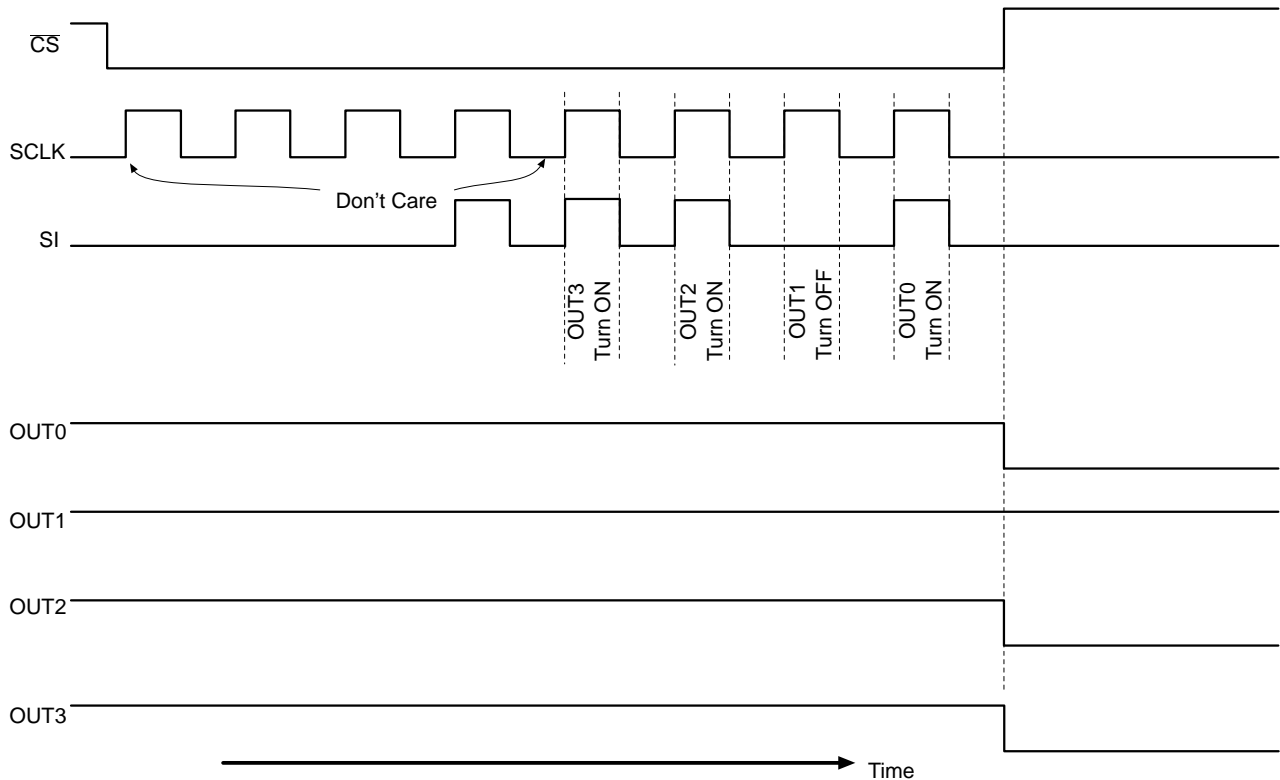 C̅S̅
SCLK
Don't Care
SI
OUT3
Turn ON
OUT2
Turn ON
OUT1
Turn OFF
OUT0
Turn ON
OUT0
OUT1
OUT2
OUT3
Time